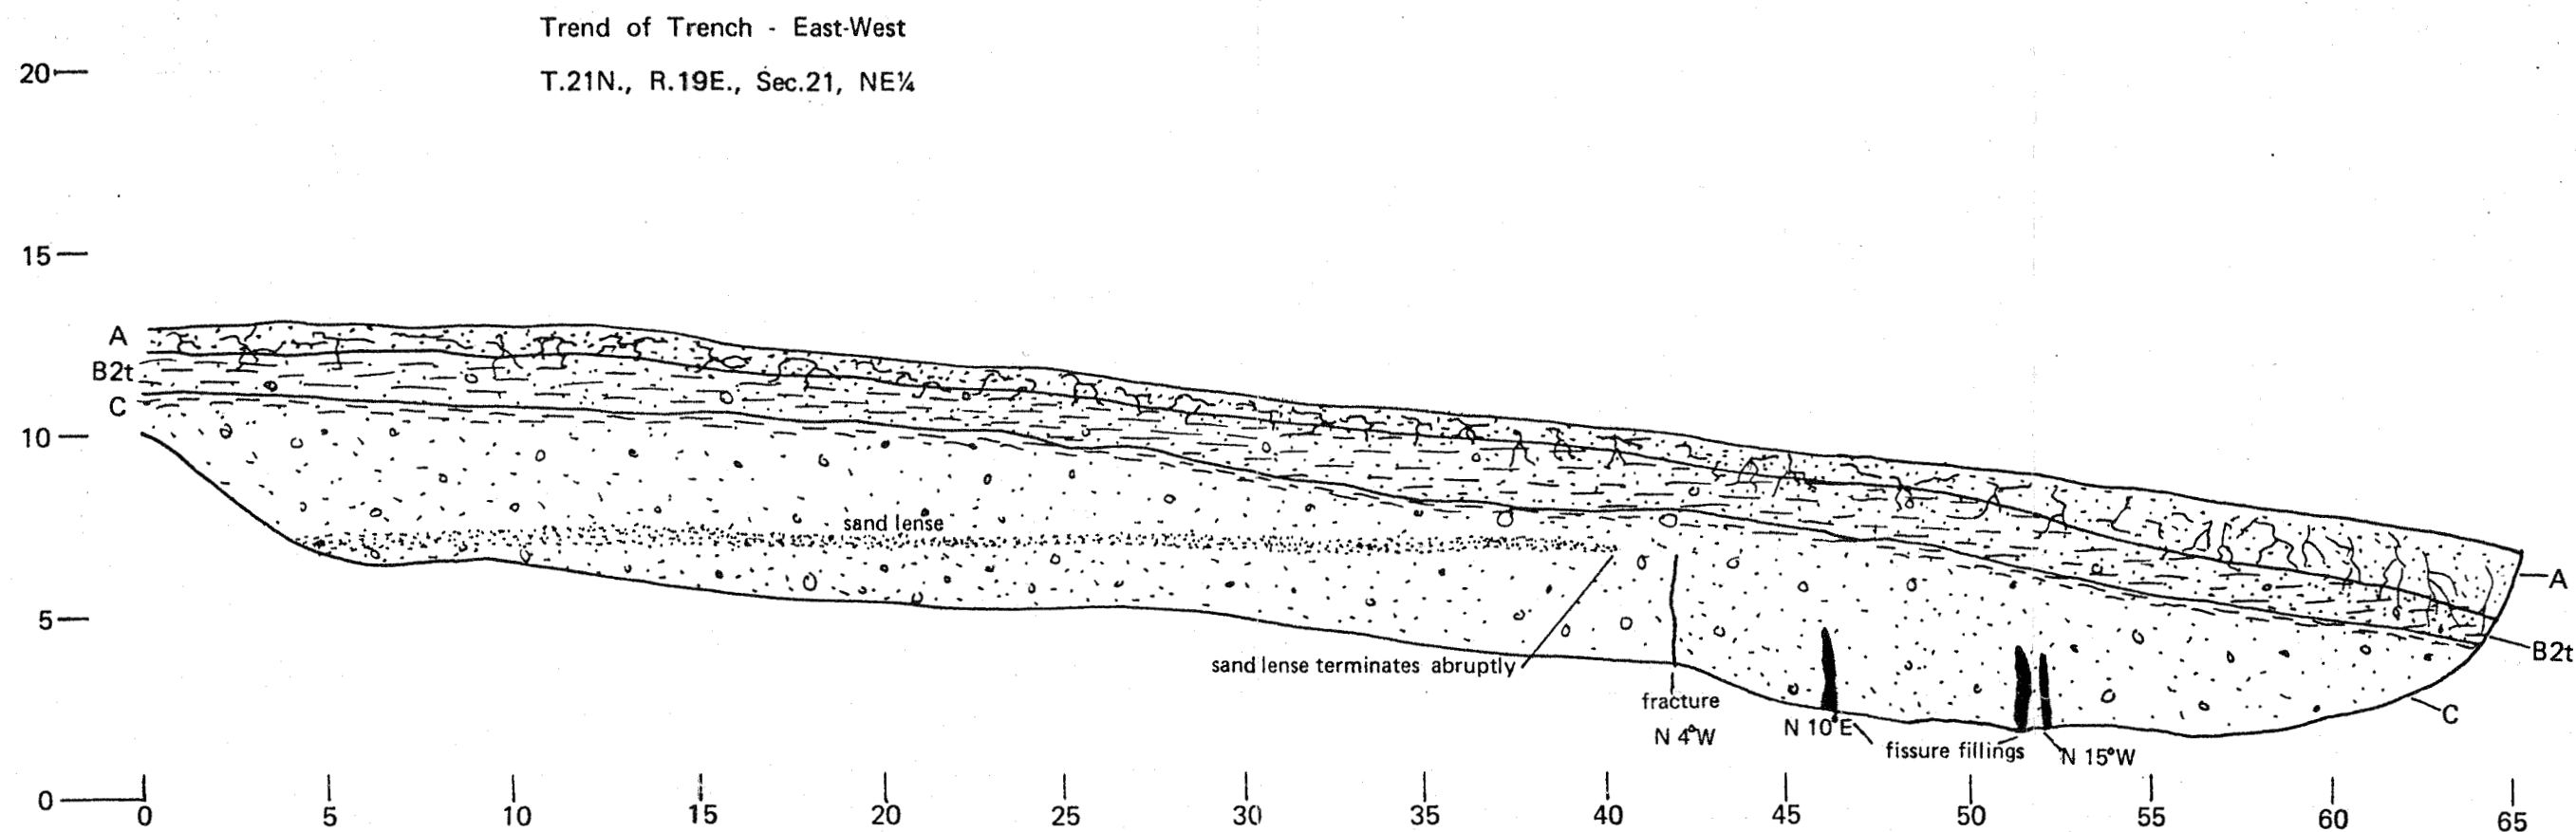 Trend of Trench - East-West
T.21N., R.19E., Sec.21, NE¼
20
15
A
B2t
C
10
sand lense
5
A
B2t
sand lense terminates abruptly
fracture
N 4°W
N 10°E
fissure fillings
N 15°W
C
0
0 5 10 15 20 25 30 35 40 45 50 55 60 65